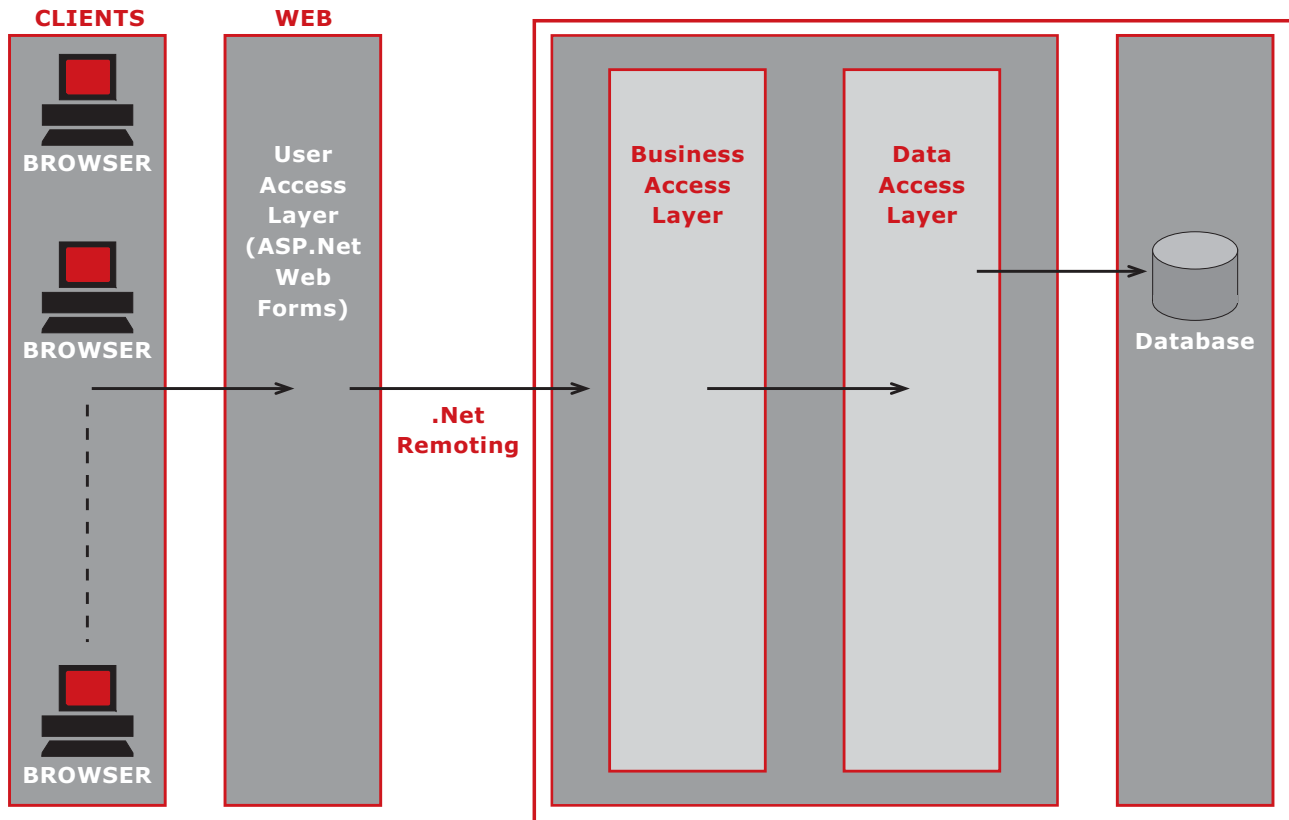 CLIENTS
WEB
BROWSER
BROWSER
BROWSER
User
Access
Layer
(ASP.Net
Web
Forms)
.Net
Remoting
Business
Access
Layer
Data
Access
Layer
Database